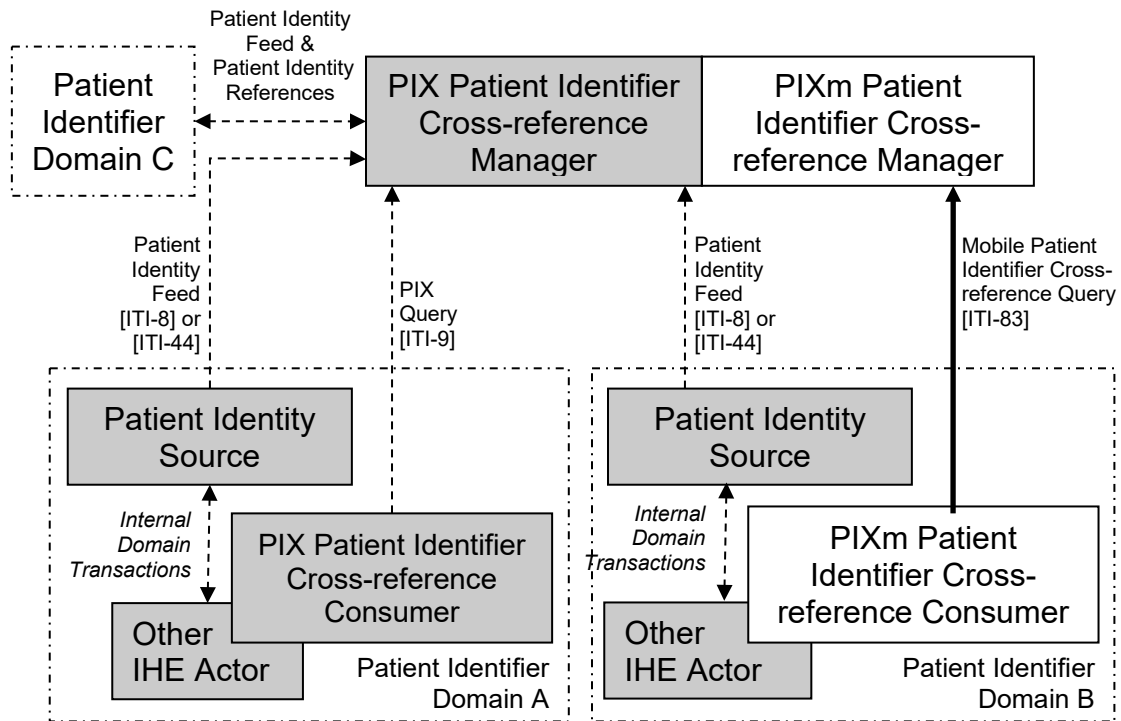 Patient Identity
Feed &
Patient Identity
References
Patient
Identifier
Domain C
PIX Patient Identifier
Cross-reference
Manager
PIXm Patient
Identifier Cross-
reference Manager
Patient
Identity
Feed
[ITI-8] or
[ITI-44]
PIX
Query
[ITI-9]
Patient
Identity
Feed
[ITI-8] or
[ITI-44]
Mobile Patient
Identifier Cross-
reference Query
[ITI-83]
Patient Identity
Source
Internal
Domain
Transactions
PIX Patient Identifier
Cross-reference
Consumer
Other
IHE Actor
Patient Identifier
Domain A
Patient Identity
Source
Internal
Domain
Transactions
PIXm Patient
Identifier Cross-
reference Consumer
Other
IHE Actor
Patient Identifier
Domain B